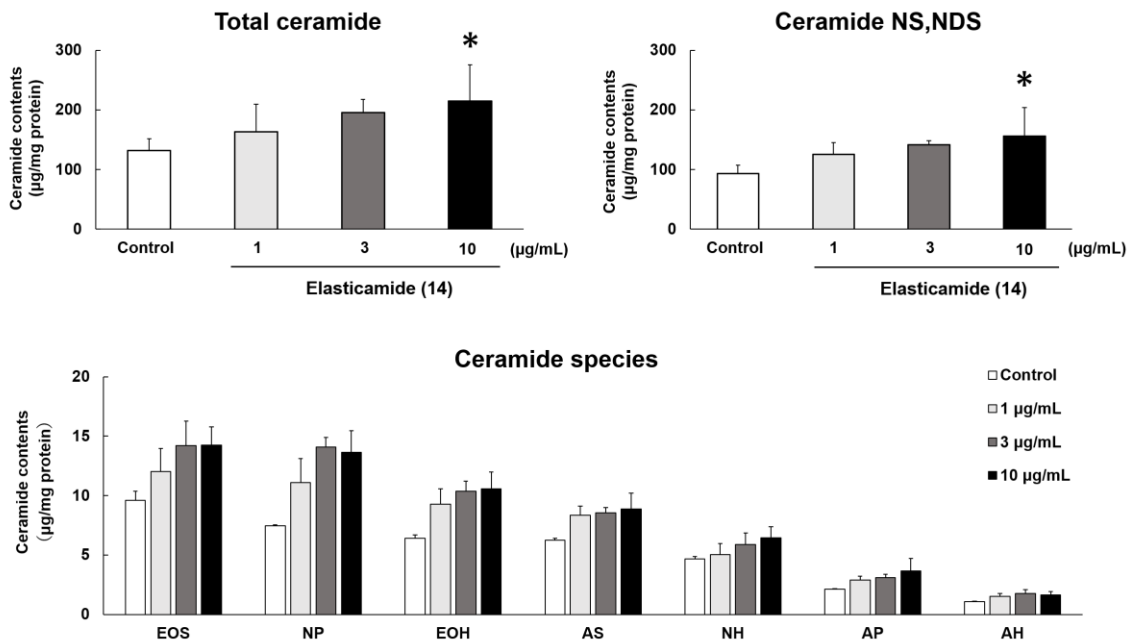 Total ceramide
Ceramide contents
(µg/mg protein)
300
200
100
0
*
Control
1
3
10
(µg/mL)
Elasticamide (14)
Ceramide NS,NDS
Ceramide contents
(µg/mg protein)
300
200
100
0
*
Control
1
3
10
(µg/mL)
Elasticamide (14)
Ceramide species
Ceramide contents
(µg/mg protein)
20
15
10
5
0
Control
1 µg/mL
3 µg/mL
10 µg/mL
EOS
NP
EOH
AS
NH
AP
AH